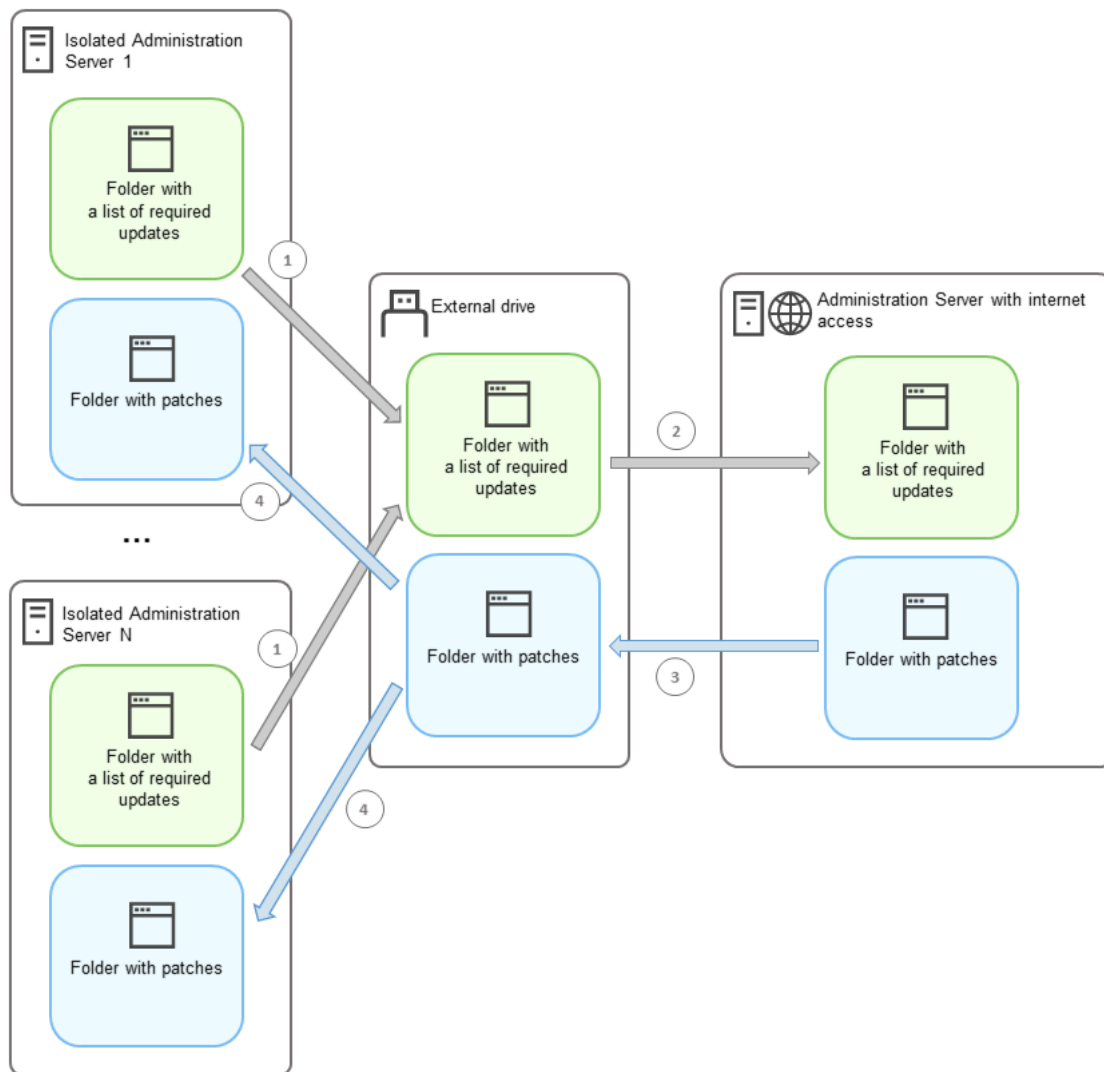 Isolated Administration
Server 1
Folder with
a list of required
updates
1
Folder with patches
4
...
Isolated Administration
Server N
Folder with
a list of required
updates
1
Folder with patches
4
External drive
Folder with
a list of required
updates
2
Folder with patches
3
Administration Server with internet
access
Folder with
a list of required
updates
Folder with patches